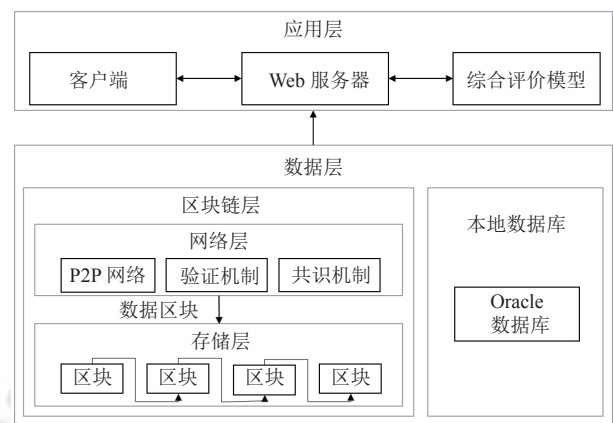 应用层
客户端
Web 服务器
综合评价模型
数据层
区块链层
网络层
P2P 网络
验证机制
共识机制
数据区块
存储层
区块
区块
区块
区块
本地数据库
Oracle
数据库